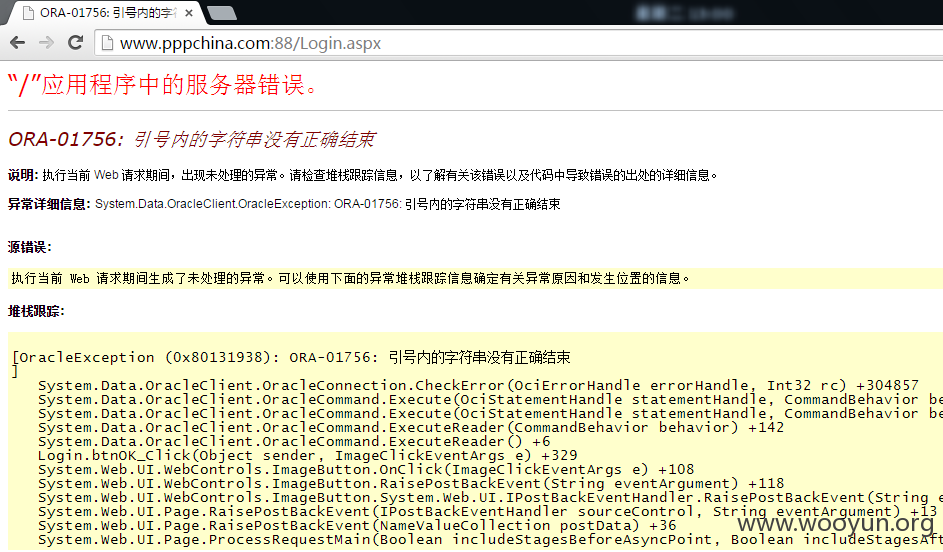 ORA-01756: 引号内的字
www.pppchina.com:88/Login.aspx
“/”应用程序中的服务器错误。
ORA-01756: 引号内的字符串没有正确结束
说明: 执行当前 Web 请求期间，出现未处理的异常。请检查堆栈跟踪信息，以了解有关该错误以及代码中导致错误的出处的详细信息。
异常详细信息: System.Data.OracleClient.OracleException: ORA-01756: 引号内的字符串没有正确结束
源错误:
执行当前 Web 请求期间生成了未处理的异常。可以使用下面的异常堆栈跟踪信息确定有关异常原因和发生位置的信息。
堆栈跟踪:
[OracleException (0x80131938): ORA-01756: 引号内的字符串没有正确结束
]
System.Data.OracleClient.OracleConnection.CheckError(OciErrorHandle errorHandle, Int32 rc) +304857
System.Data.OracleClient.OracleCommand.Execute(OciStatementHandle statementHandle, CommandBehavior be
System.Data.OracleClient.OracleCommand.Execute(OciStatementHandle statementHandle, CommandBehavior be
System.Data.OracleClient.OracleCommand.ExecuteReader(CommandBehavior behavior) +142
System.Data.OracleClient.OracleCommand.ExecuteReader() +6
Login.btnOK_Click(Object sender, ImageClickEventArgs e) +329
System.Web.UI.WebControls.ImageButton.OnClick(ImageClickEventArgs e) +108
System.Web.UI.WebControls.ImageButton.RaisePostBackEvent(String eventArgument) +118
System.Web.UI.WebControls.ImageButton.System.Web.UI.IPostBackEventHandler.RaisePostBackEvent(String e
System.Web.UI.Page.RaisePostBackEvent(IPostBackEventHandler sourceControl, String eventArgument) +13
System.Web.UI.Page.RaisePostBackEvent(NameValueCollection postData) +36
System.Web.UI.Page.ProcessRequestMain(Boolean includeStagesBeforeAsyncPoint, Boolean includeStagesAf
www.wooyun.org